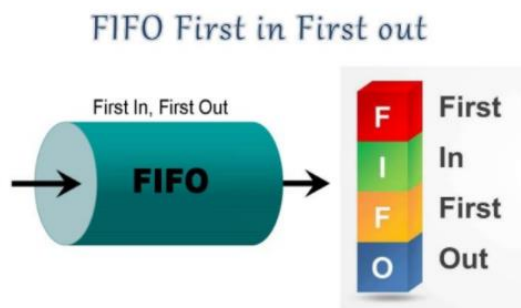 FIFO First in First out
First In, First Out
FIFO
F First
I In
F First
O Out